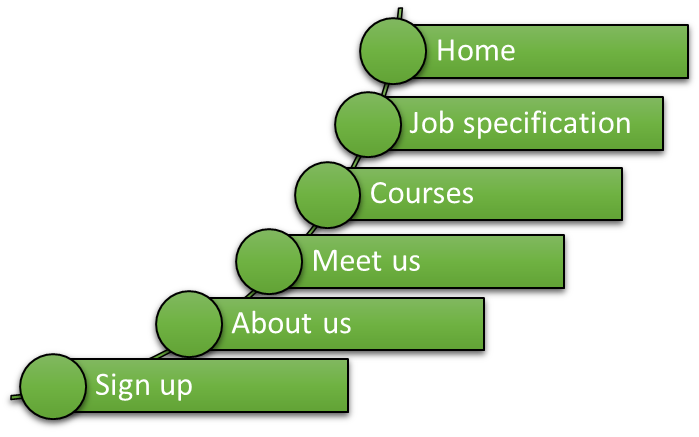 Home
Job specification
Courses
Meet us
About us
Sign up